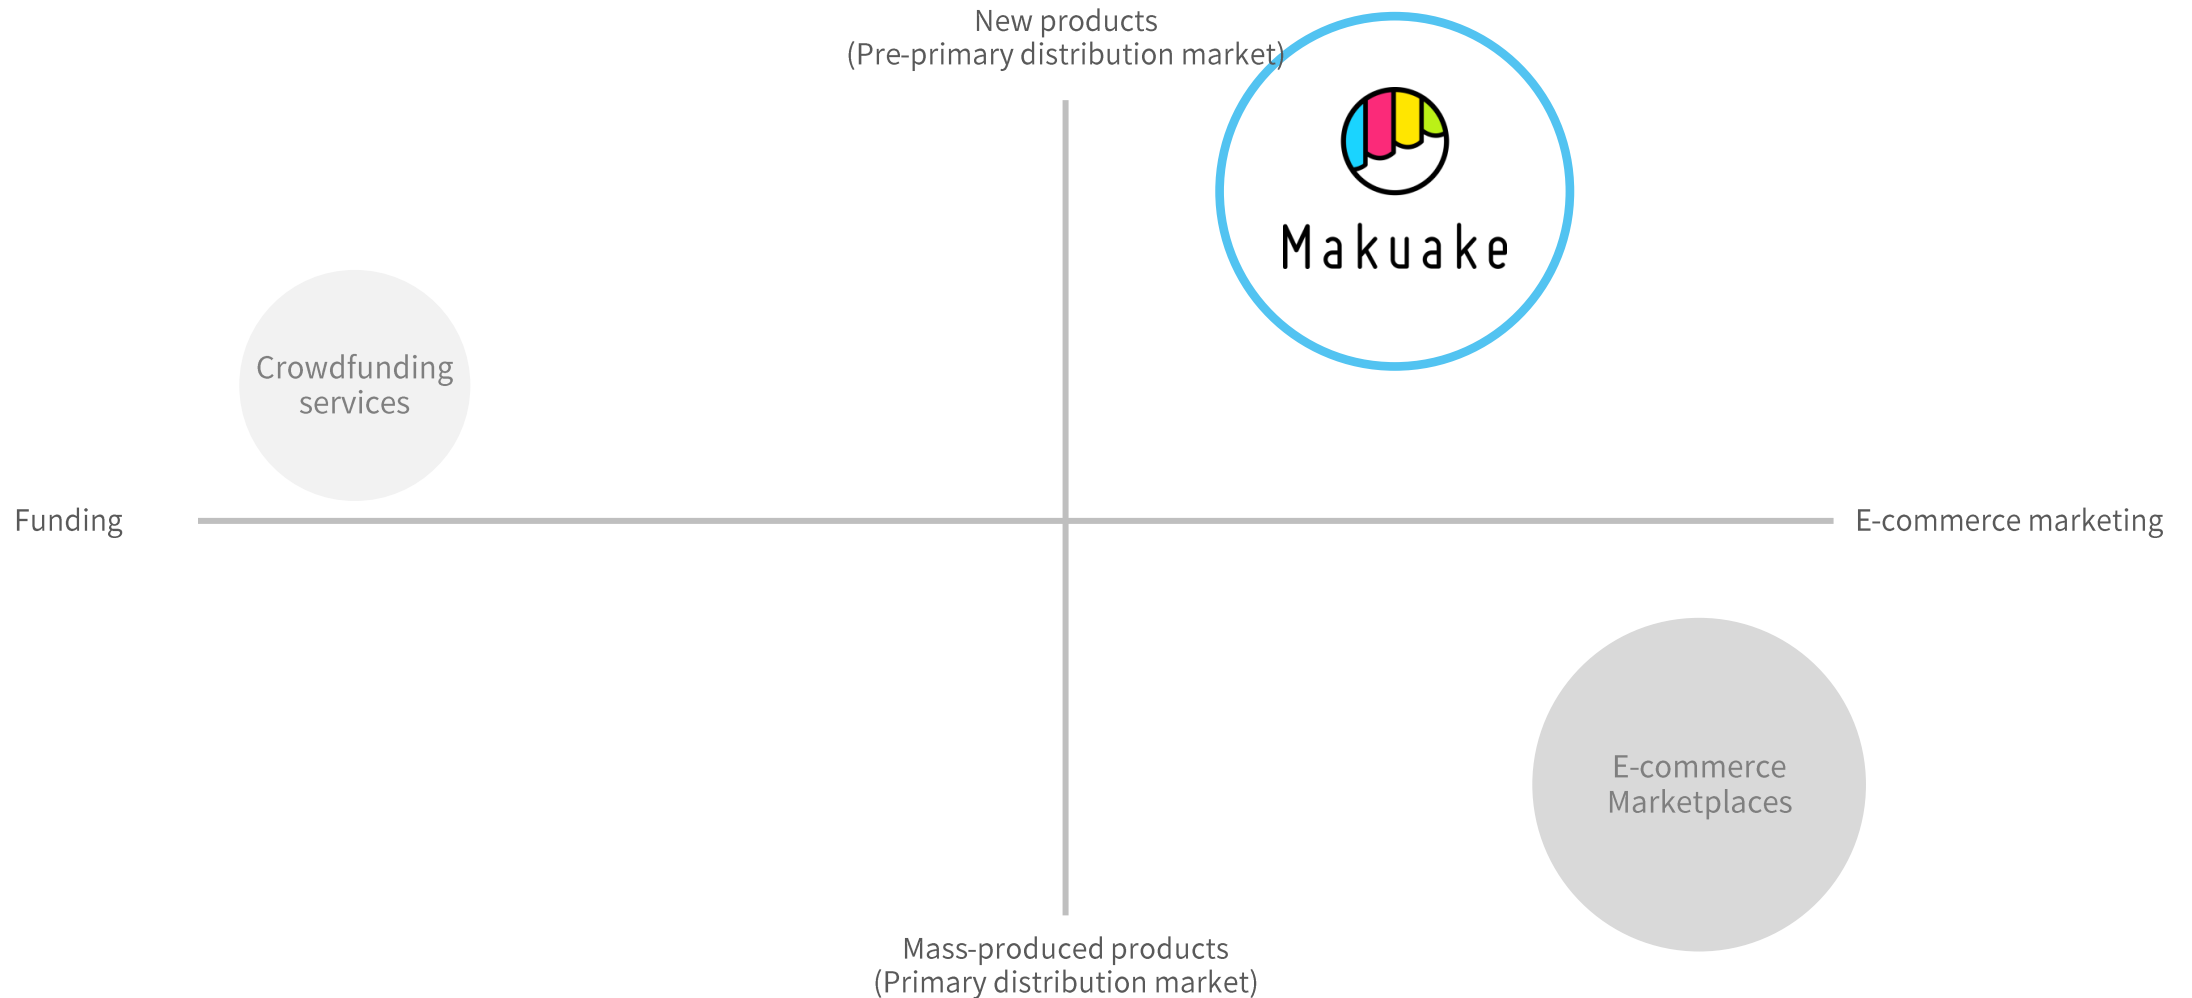 New products
(Pre-primary distribution market)
Makuake
Crowdfunding
services
Funding
E-commerce marketing
E-commerce
Marketplaces
Mass-produced products
(Primary distribution market)